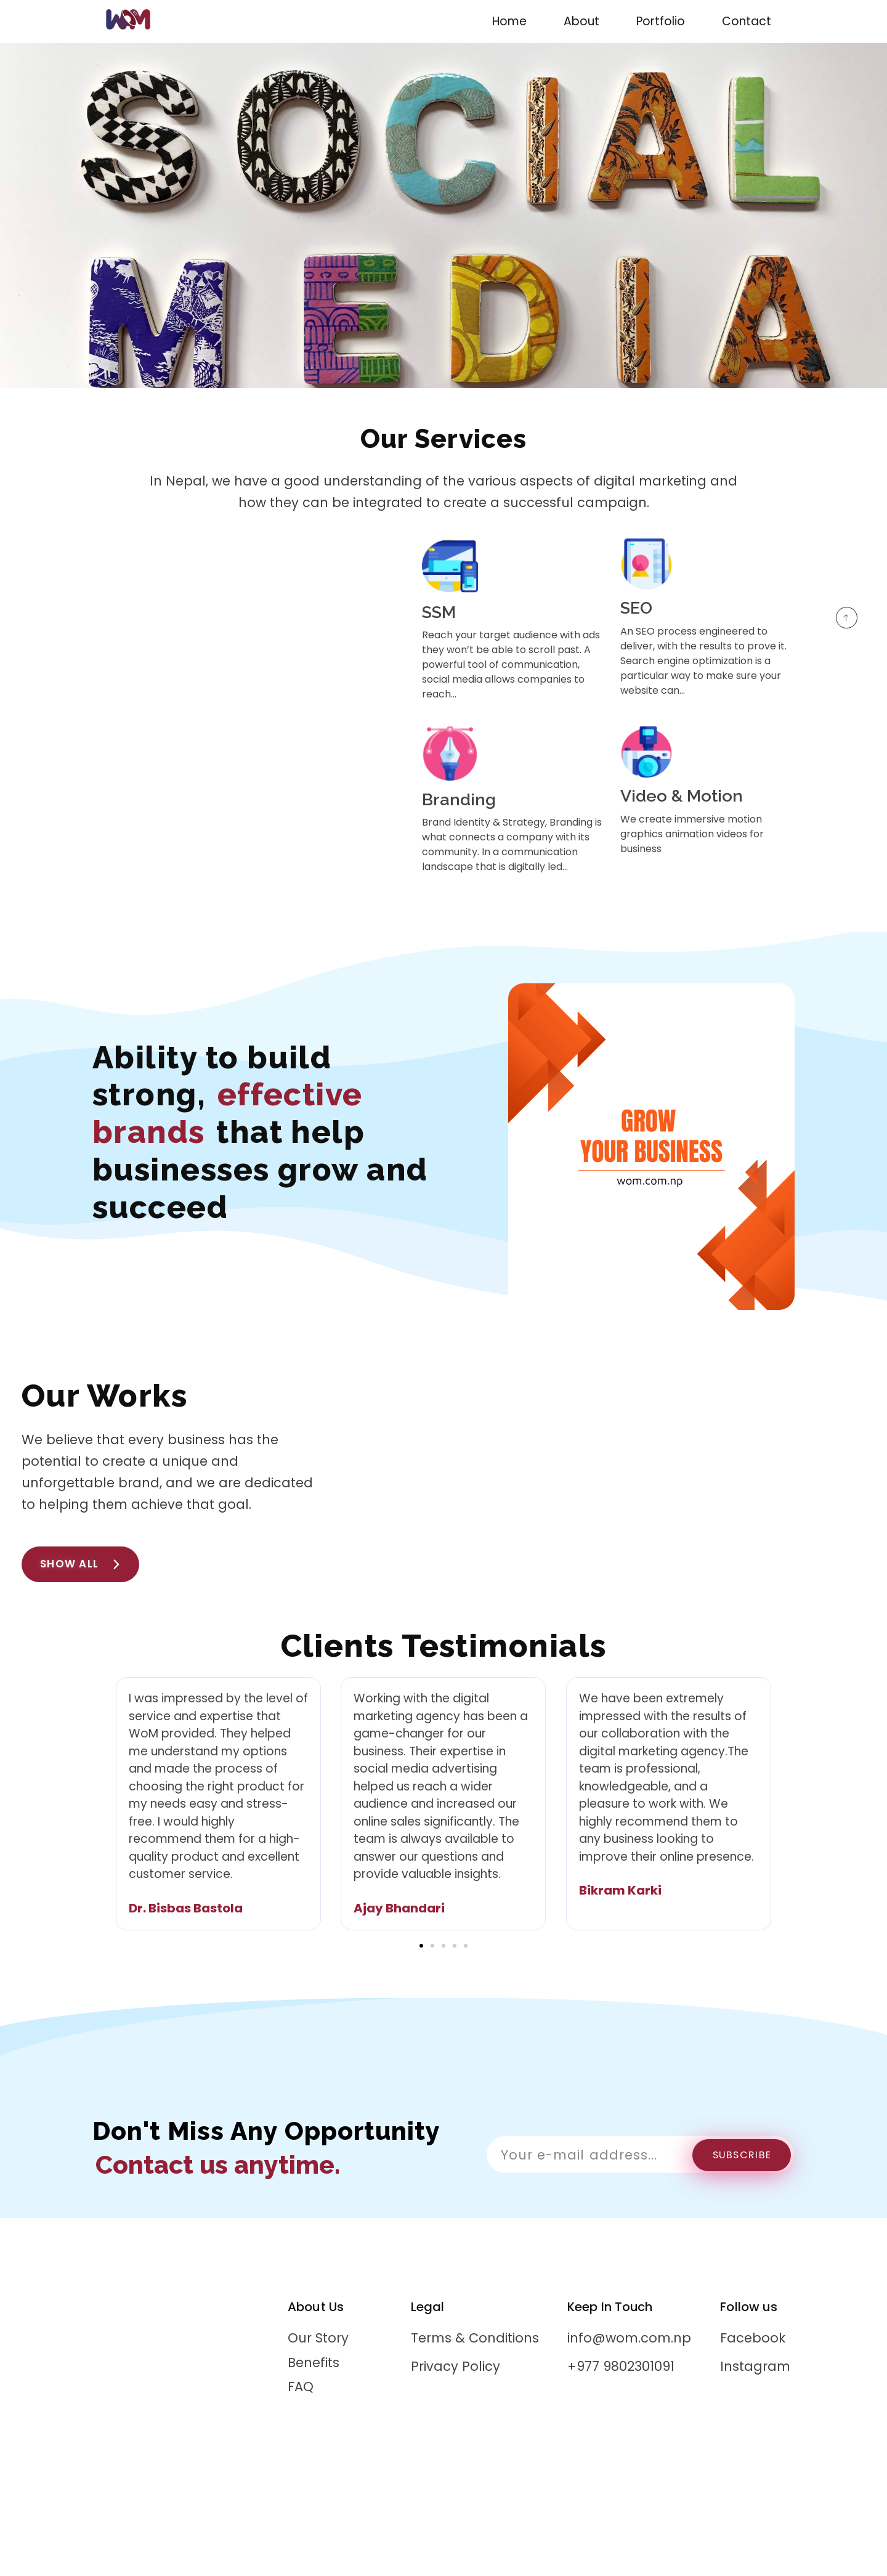 WOM
Home About Portfolio Contact
SOCIAL
MEDIA
Our Services
In Nepal, we have a good understanding of the various aspects of digital marketing and
how they can be integrated to create a successful campaign.
SSM
Reach your target audience with ads
they won’t be able to scroll past. A
powerful tool of communication,
social media allows companies to
reach...
SEO
An SEO process engineered to
deliver, with the results to prove it.
Search engine optimization is a
particular way to make sure your
website can...
Branding
Brand Identity & Strategy, Branding is
what connects a company with its
community. In a communication
landscape that is digitally led...
Video & Motion
We create immersive motion
graphics animation videos for
business
Ability to build
strong, effective
brands that help
businesses grow and
succeed
GROW
YOUR BUSINESS
wom.com.np
Our Works
We believe that every business has the
potential to create a unique and
unforgettable brand, and we are dedicated
to helping them achieve that goal.
SHOW ALL
Clients Testimonials
I was impressed by the level of
service and expertise that
WoM provided. They helped
me understand my options
and made the process of
choosing the right product for
my needs easy and stress-
free. I would highly
recommend them for a high-
quality product and excellent
customer service.
Dr. Bisbas Bastola
Working with the digital
marketing agency has been a
game-changer for our
business. Their expertise in
social media advertising
helped us reach a wider
audience and increased our
online sales significantly. The
team is always available to
answer our questions and
provide valuable insights.
Ajay Bhandari
We have been extremely
impressed with the results of
our collaboration with the
digital marketing agency.The
team is professional,
knowledgeable, and a
pleasure to work with. We
highly recommend them to
any business looking to
improve their online presence.
Bikram Karki
Don't Miss Any Opportunity
Contact us anytime.
Your e-mail address...
SUBSCRIBE
About Us
Our Story
Benefits
FAQ
Legal
Terms & Conditions
Privacy Policy
Keep In Touch
info@wom.com.np
+977 9802301091
Follow us
Facebook
Instagram